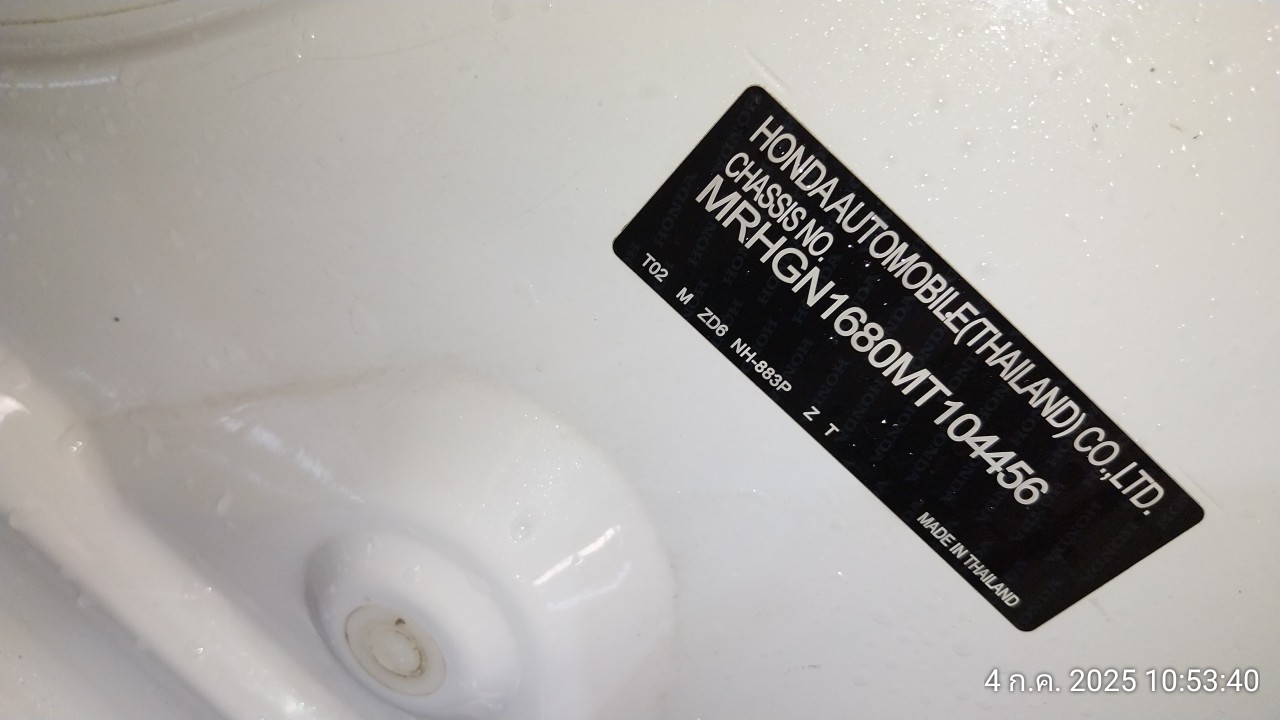 HONDA AUTOMOBILE (THAILAND) CO.,LTD.
CHASSIS NO.
MRHGN1680MT104456
T02 M ZD6 NH-883P Z T
MADE IN THAILAND
4 ก.ค. 2025 10:53:40